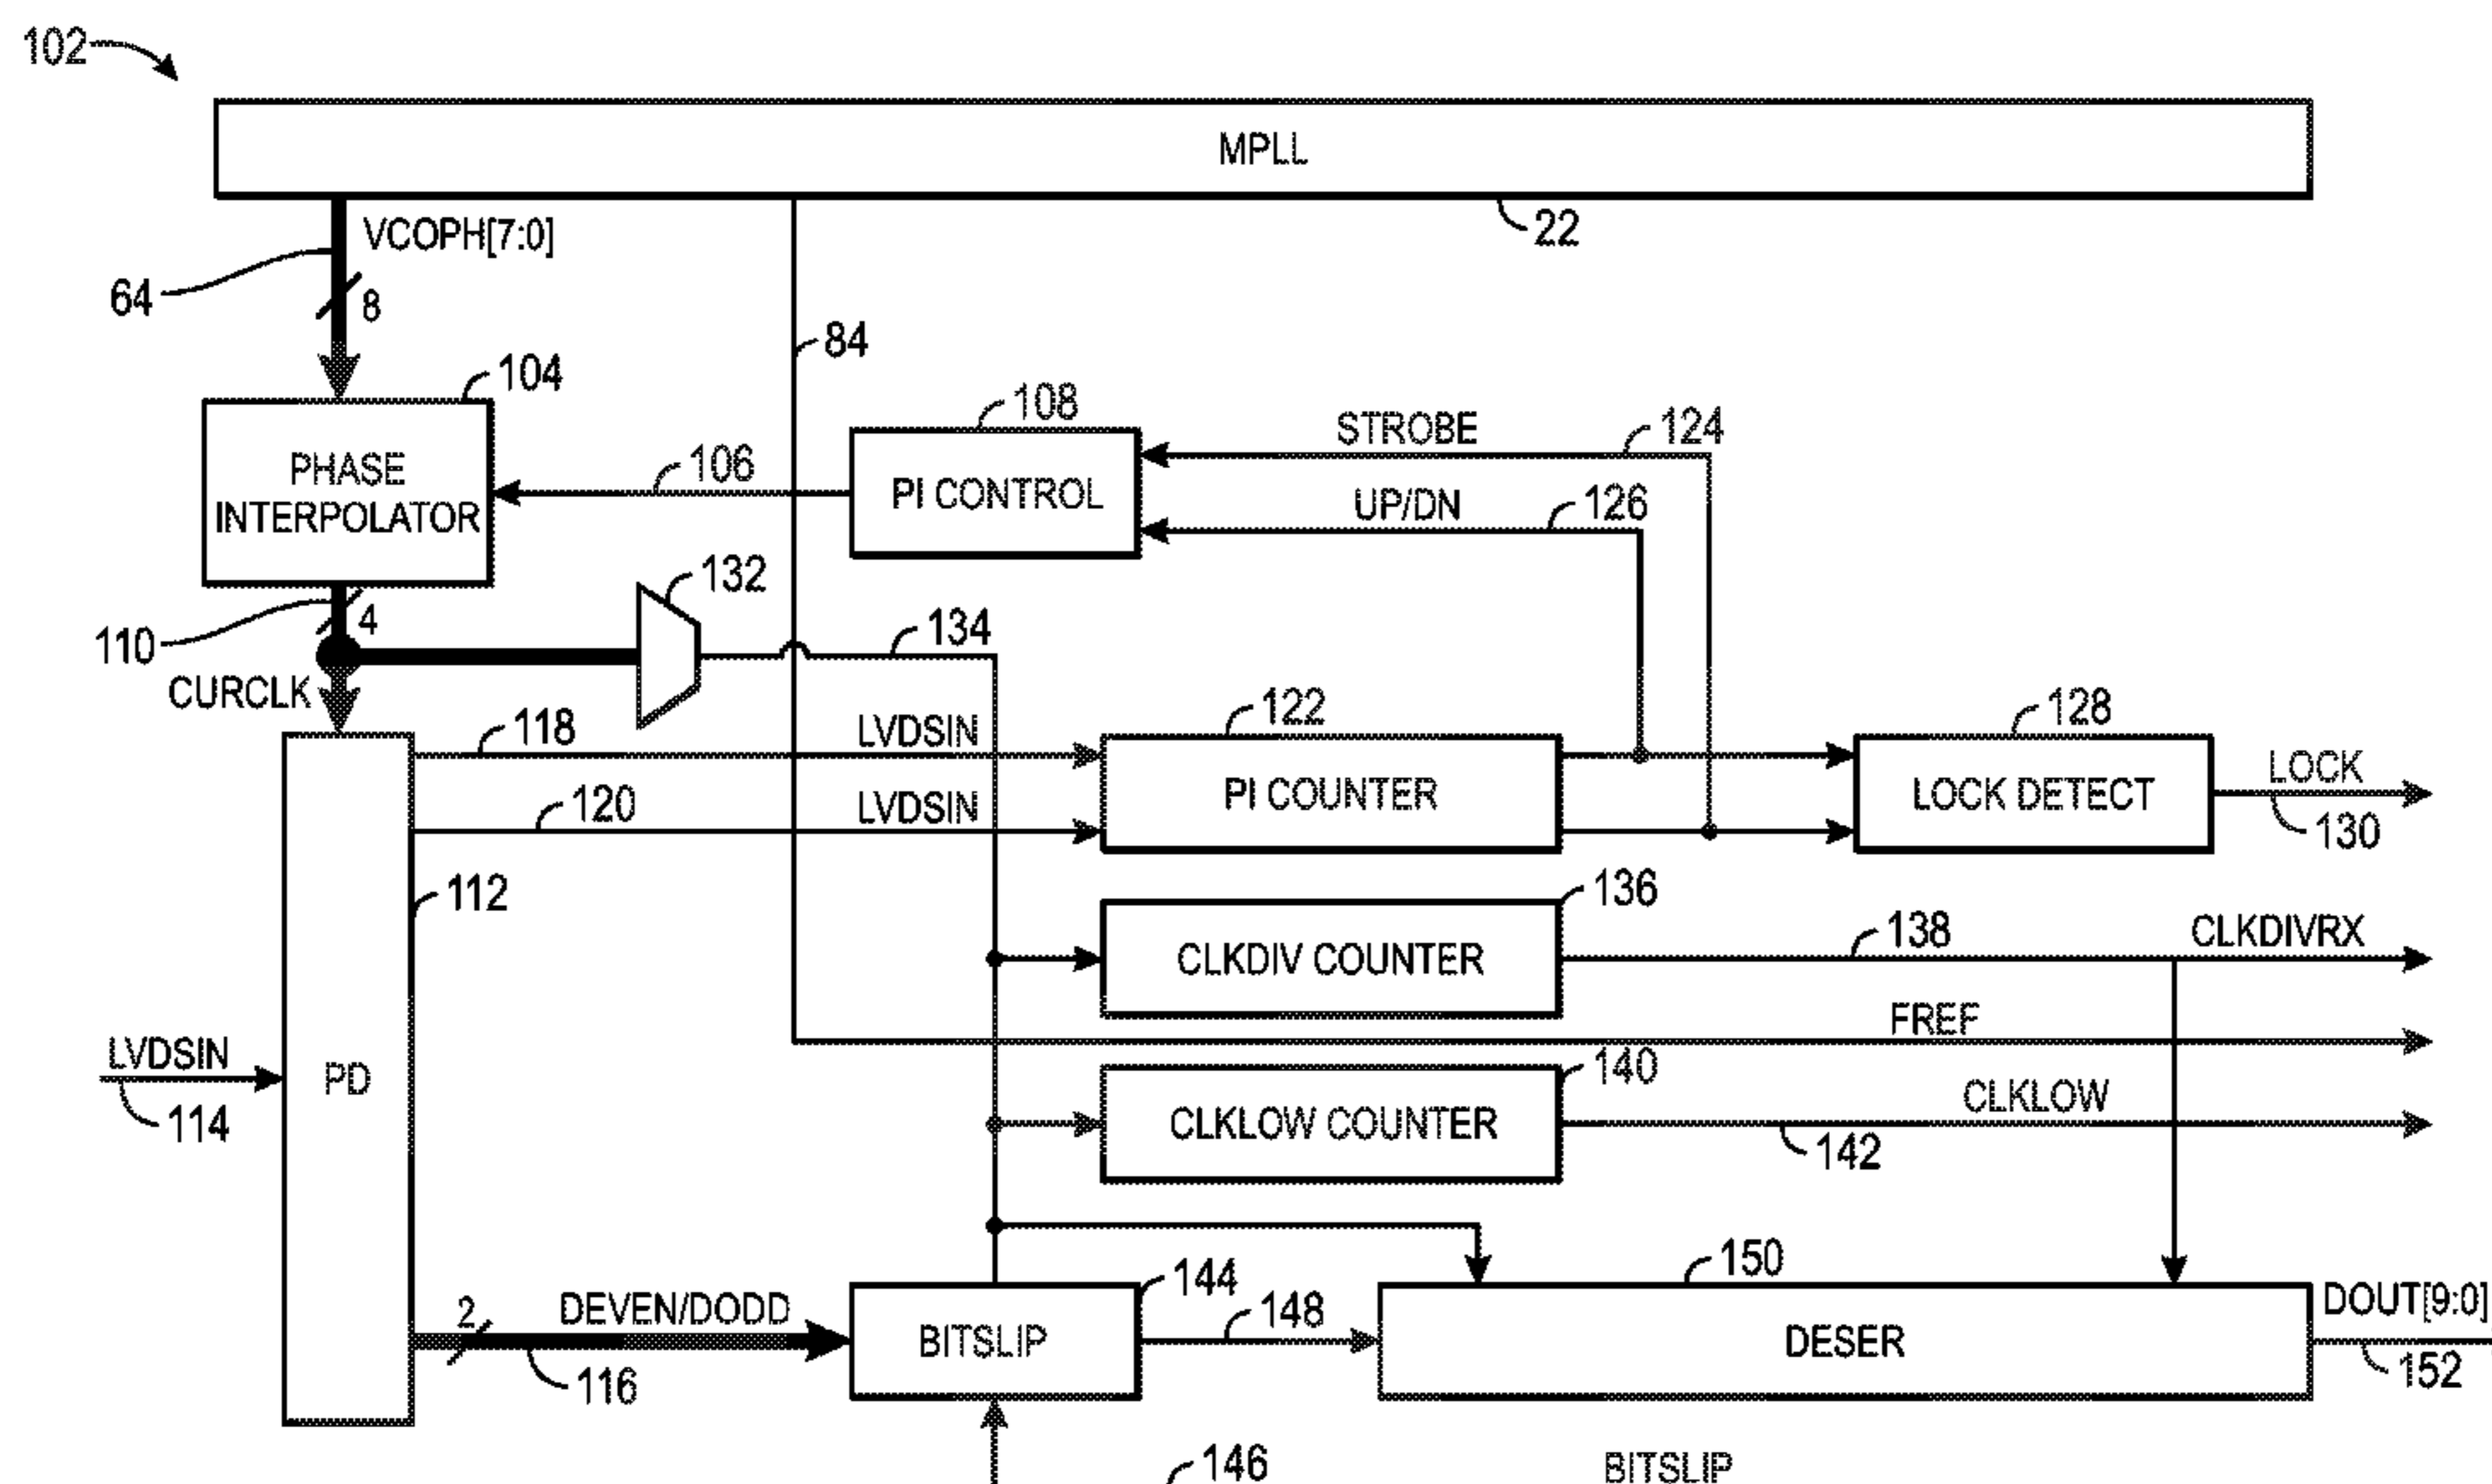 102
MPLL
22
VCOPH[7:0]
64
8
84
104
PHASE
INTERPOLATOR
106
108
PI CONTROL
STROBE
124
UP/DN
126
110
4
132
134
CURCLK
118
LVDSIN
122
PI COUNTER
128
LOCK DETECT
LOCK
130
120
LVDSIN
112
136
CLKDIV COUNTER
138
CLKDIVRX
FREF
LVDSIN
114
PD
140
CLKLOW COUNTER
CLKLOW
142
2
DEVEN/DODD
116
144
BITSLIP
148
150
DESER
DOUT[9:0]
152
146
BITSLIP